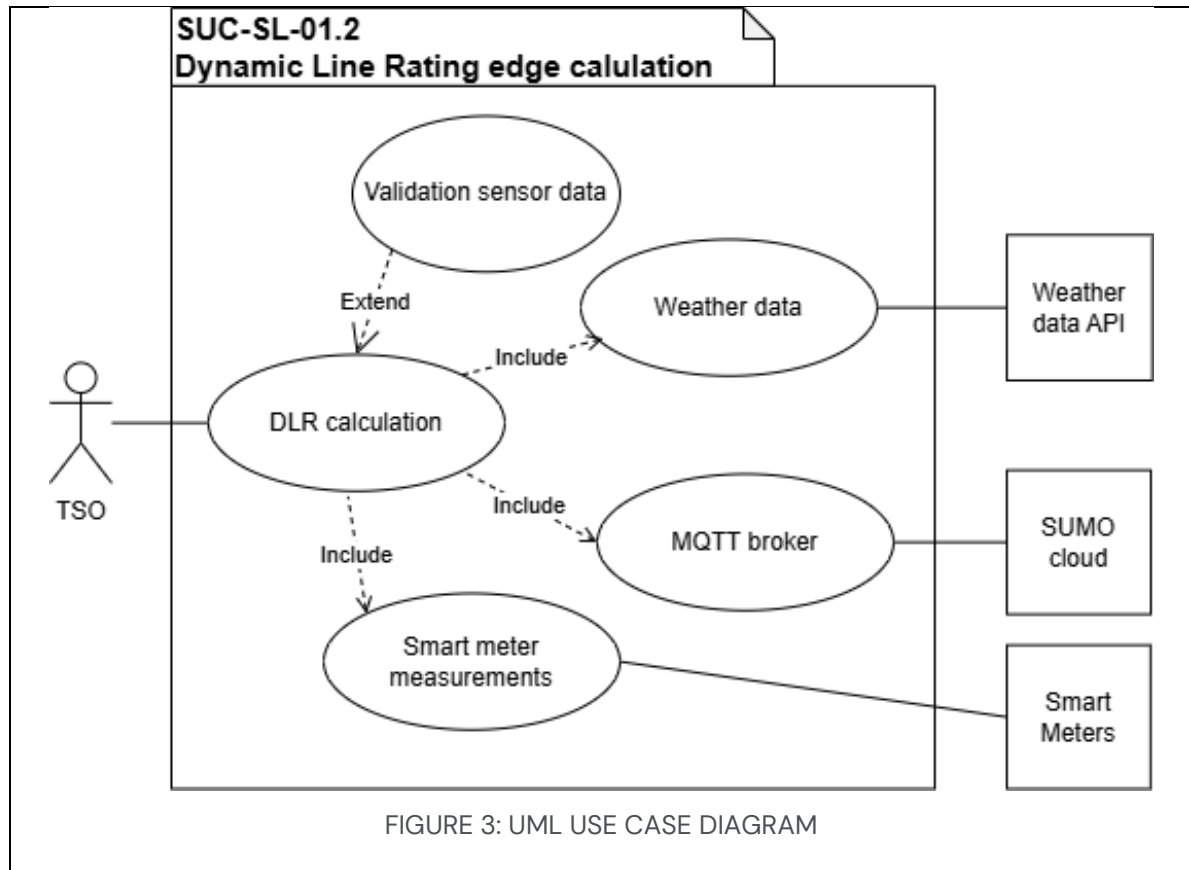 SUC-SL-01.2
Dynamic Line Rating edge calulation
Validation sensor data
Extend
Weather data
Weather
data API
Include
DLR calculation
TSO
Include
MQTT broker
SUMO
cloud
Include
Smart meter
measurements
Smart
Meters
FIGURE 3: UML USE CASE DIAGRAM